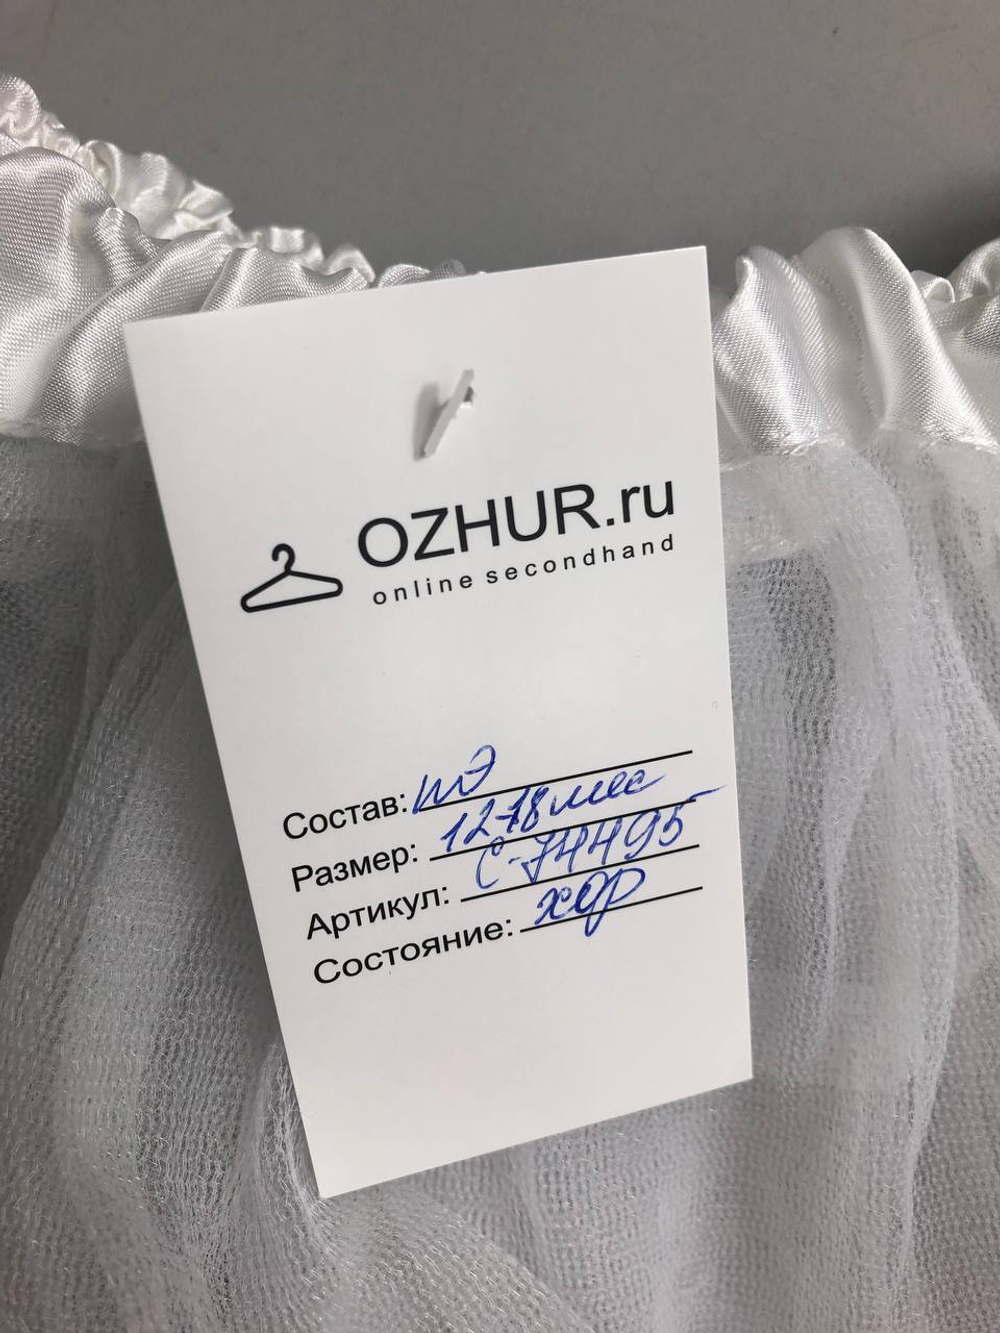 OZHUR.ru
online secondhand
Состав: пэ
Размер: 12-18 мес
Артикул: С-74495
Состояние: хор